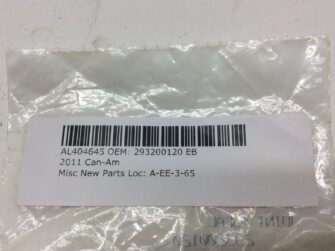 AL404645 OEM: 293200120 EB
2011 Can-Am
Misc New Parts Loc: A-EE-3-65